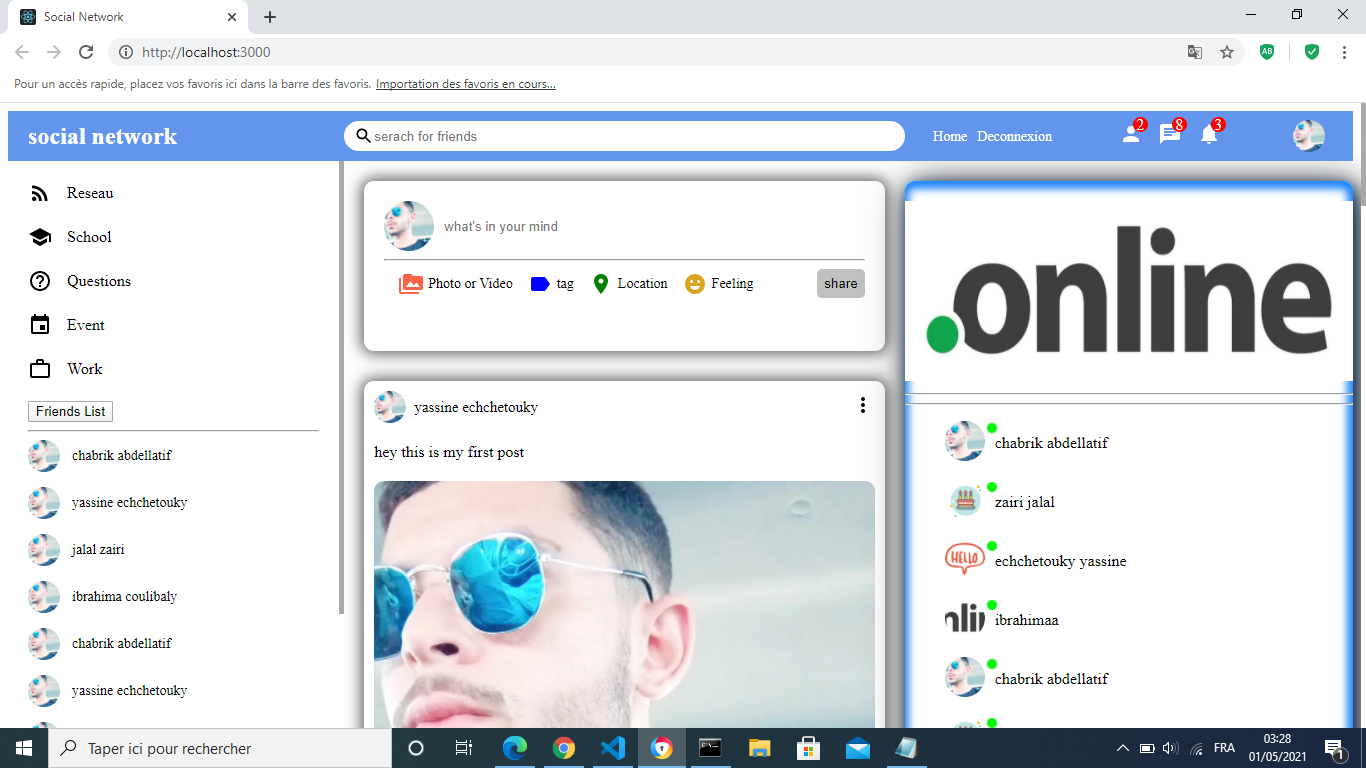 Social Network
http://localhost:3000
AB
Pour un accès rapide, placez vos favoris ici dans la barre des favoris. Importation des favoris en cours...
social network
serach for friends
Home Deconnexion
2 8 3
Reseau
School
Questions
Event
Work
Friends List
chabrik abdellatif
yassine echchetouky
jalal zairi
ibrahima coulibaly
chabrik abdellatif
yassine echchetouky
what's in your mind
Photo or Video tag Location Feeling share
yassine echchetouky
hey this is my first post
.online
chabrik abdellatif
zairi jalal
HELLO echchetouky yassine
ibrahimaa
chabrik abdellatif
Taper ici pour rechercher
FRA
03:28
01/05/2021
1